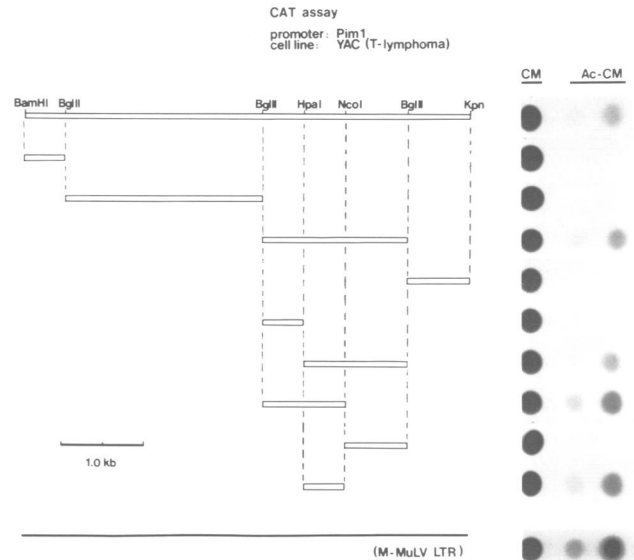 CAT assay
promoter: Pim1
cell line: YAC (T-lymphoma)
CM Ac-CM
BamHI BglII BglII HpaI NcoI BglII Kpn
1.0 kb
(M-MuLV LTR)